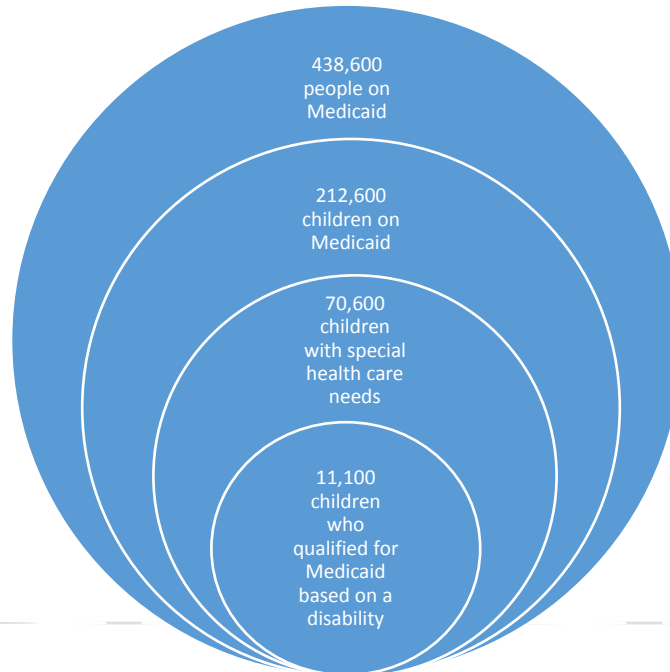 438,600
people on
Medicaid
212,600
children on
Medicaid
70,600
children
with special
health care
needs
11,100
children
who
qualified for
Medicaid
based on a
disability